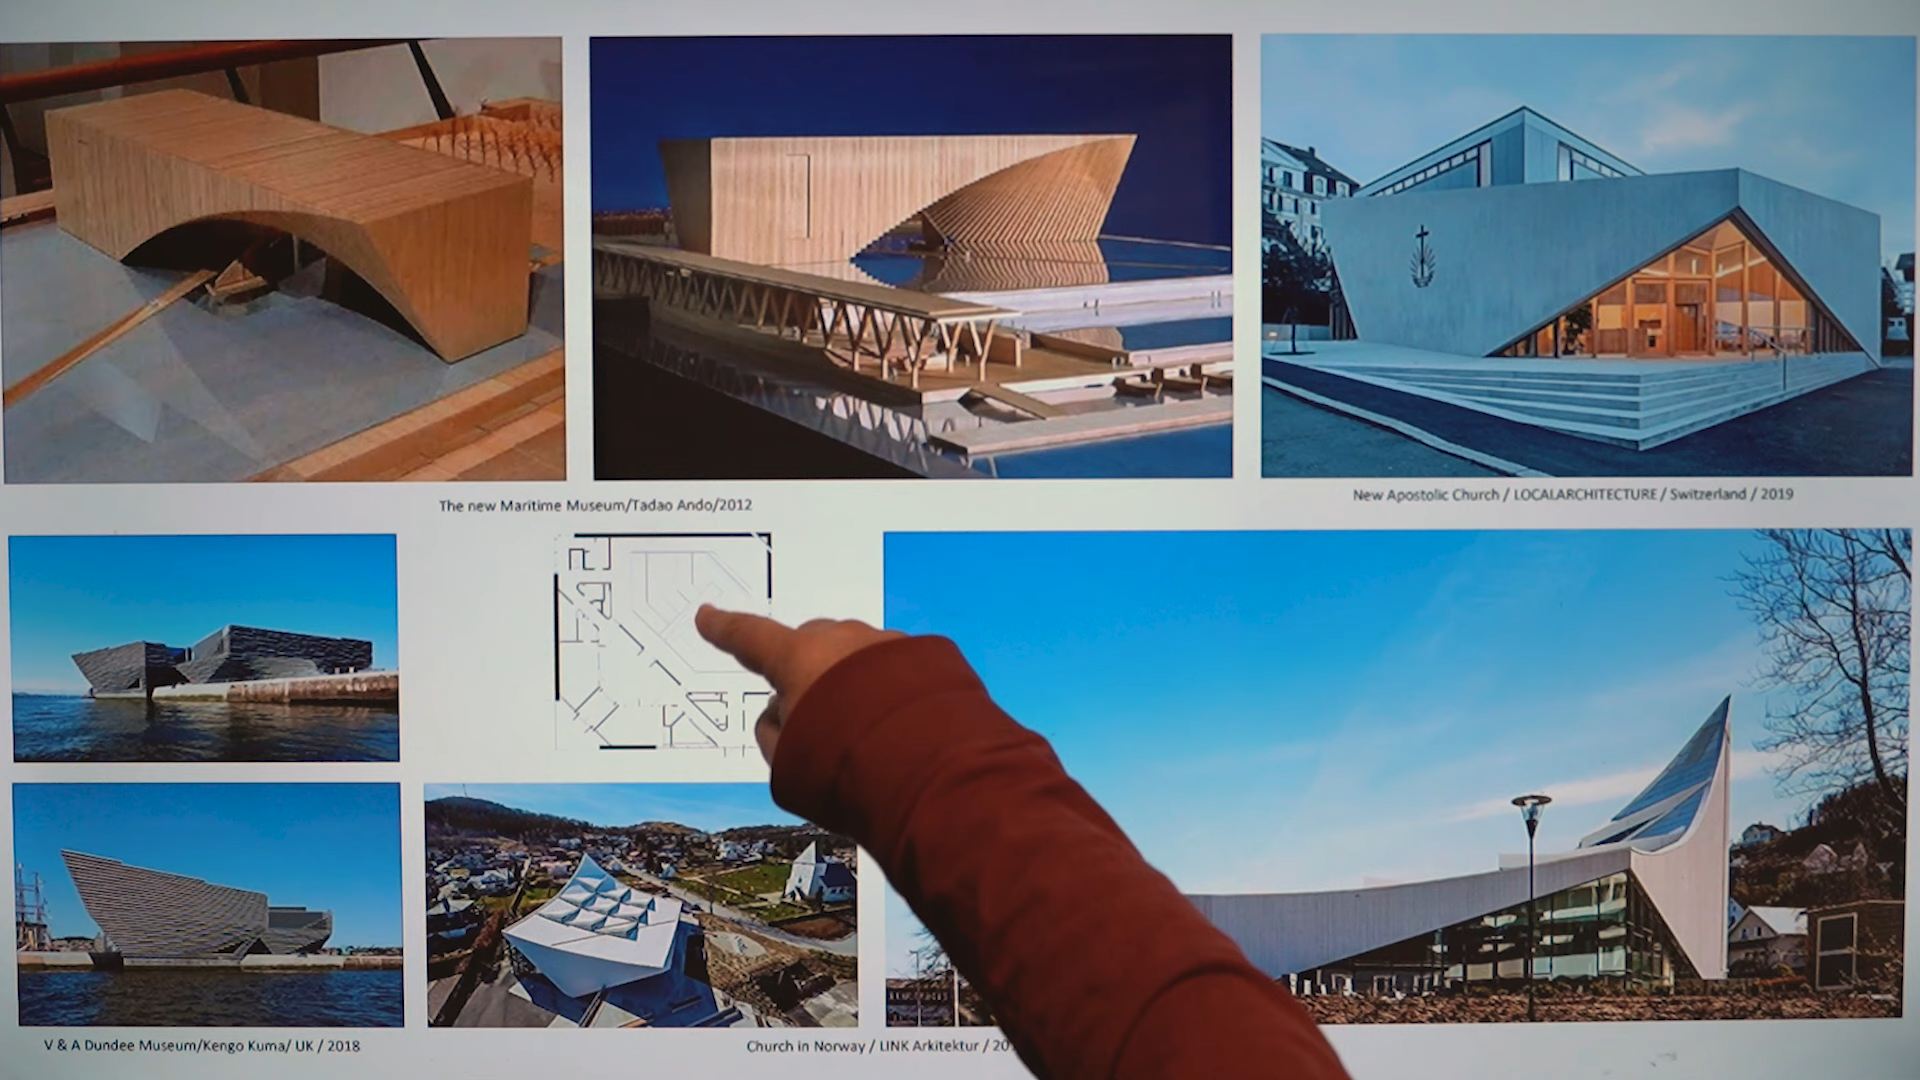 The new Maritime Museum/Tadao Ando/2012
New Apostolic Church / LOCALARCHITECTURE / Switzerland / 2019
V & A Dundee Museum/Kengo Kuma/ UK / 2018
Church in Norway / LINK Arkitektur /